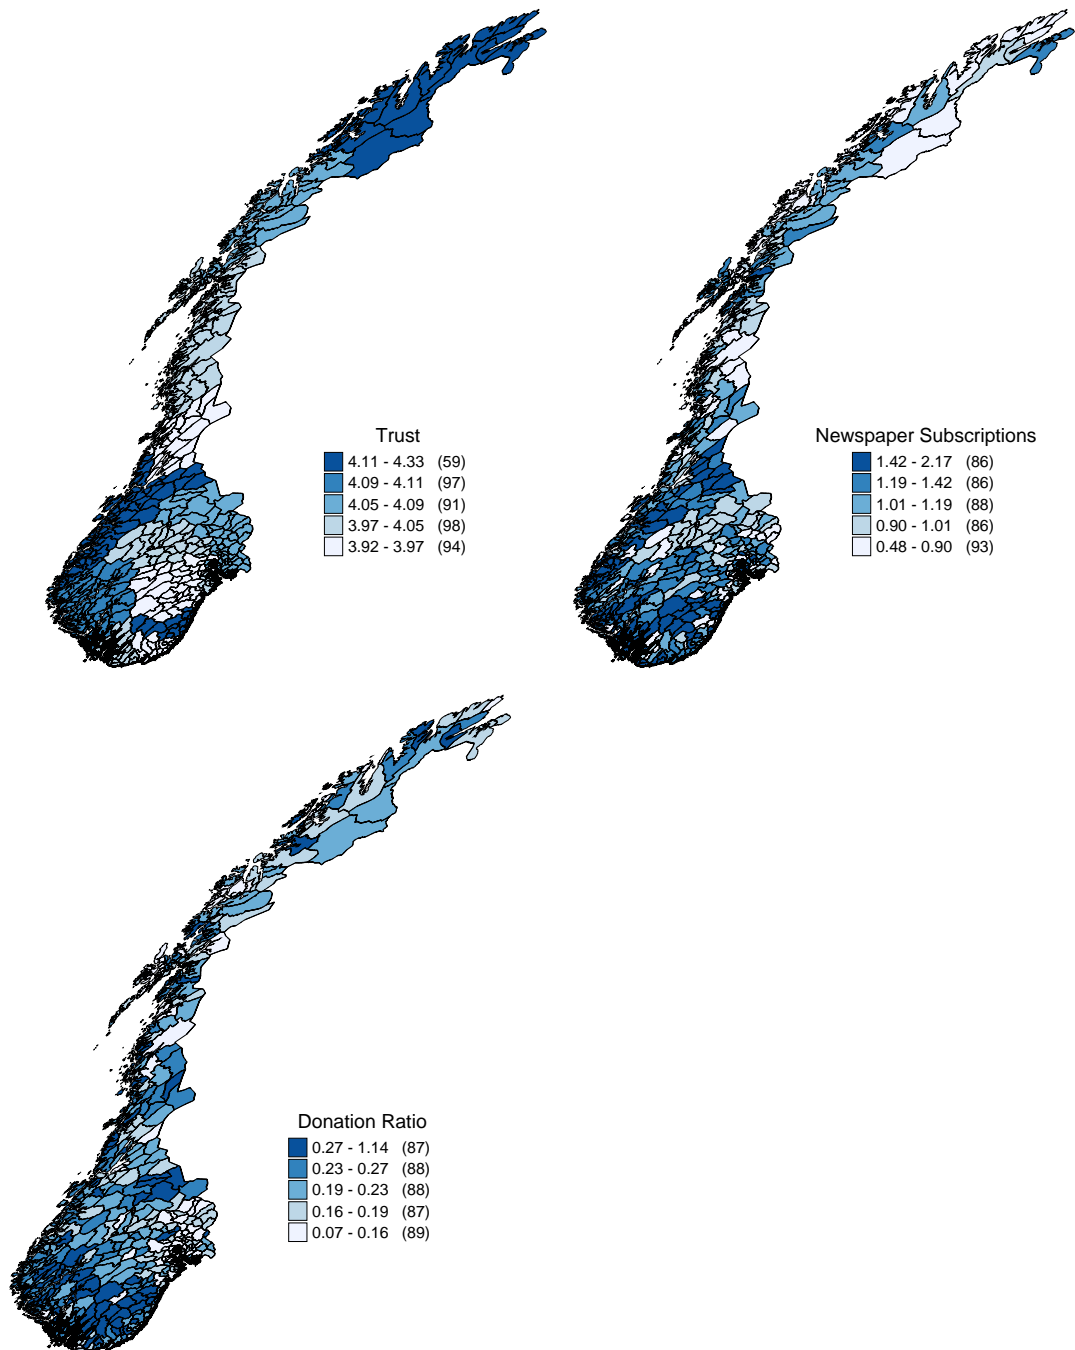 Trust
4.11 - 4.33 (59)
4.09 - 4.11 (97)
4.05 - 4.09 (91)
3.97 - 4.05 (98)
3.92 - 3.97 (94)
Newspaper Subscriptions
1.42 - 2.17 (86)
1.19 - 1.42 (86)
1.01 - 1.19 (88)
0.90 - 1.01 (86)
0.48 - 0.90 (93)
Donation Ratio
0.27 - 1.14 (87)
0.23 - 0.27 (88)
0.19 - 0.23 (88)
0.16 - 0.19 (87)
0.07 - 0.16 (89)